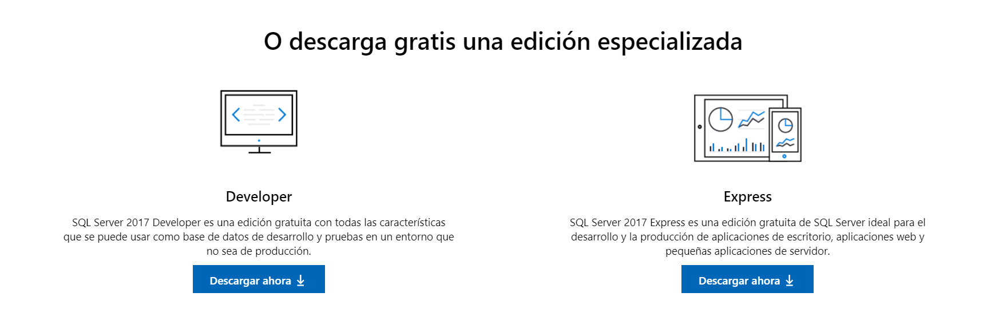 O descarga gratis una edición especializada
Developer
SQL Server 2017 Developer es una edición gratuita con todas las características
que se puede usar como base de datos de desarrollo y pruebas en un entorno que
no sea de producción.
Descargar ahora
Express
SQL Server 2017 Express es una edición gratuita de SQL Server ideal para el
desarrollo y la producción de aplicaciones de escritorio, aplicaciones web y
pequeñas aplicaciones de servidor.
Descargar ahora